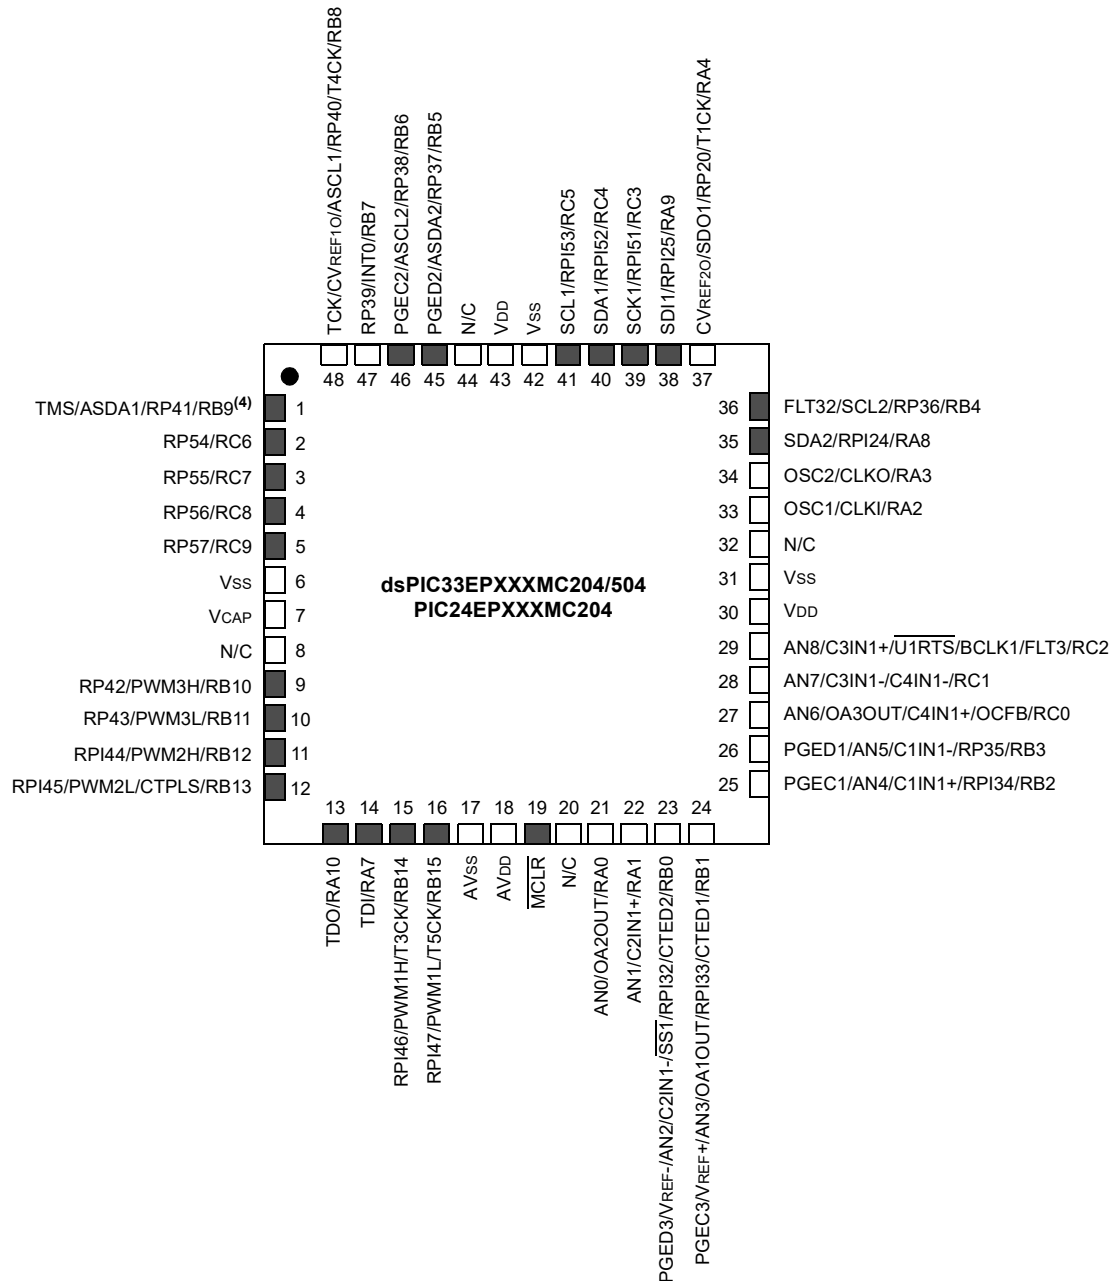 TCK/CVREF1O/ASCL1/RP40/T4CK/RB8
RP39/INT0/RB7
PGEC2/ASCL2/RP38/RB6
PGED2/ASDA2/RP37/RB5
N/C
VDD
VSS
SCL1/RPI53/RC5
SDA1/RPI52/RC4
SCK1/RPI51/RC3
SDI1/RPI25/RA9
CVREF2O/SDO1/RP20/T1CK/RA4
48 47 46 45 44 43 42 41 40 39 38 37
TMS/ASDA1/RP41/RB9(4) 1
RP54/RC6 2
RP55/RC7 3
RP56/RC8 4
RP57/RC9 5
VSS 6
VCAP 7
N/C 8
RP42/PWM3H/RB10 9
RP43/PWM3L/RB11 10
RPI44/PWM2H/RB12 11
RPI45/PWM2L/CTPLS/RB13 12
dsPIC33EPXXXMC204/504
PIC24EPXXXMC204
36 FLT32/SCL2/RP36/RB4
35 SDA2/RPI24/RA8
34 OSC2/CLKO/RA3
33 OSC1/CLKI/RA2
32 N/C
31 VSS
30 VDD
29 AN8/C3IN1+/U1RTS/BCLK1/FLT3/RC2
28 AN7/C3IN1-/C4IN1-/RC1
27 AN6/OA3OUT/C4IN1+/OCFB/RC0
26 PGED1/AN5/C1IN1-/RP35/RB3
25 PGEC1/AN4/C1IN1+/RPI34/RB2
13 14 15 16 17 18 19 20 21 22 23 24
TDO/RA10
TDI/RA7
RPI46/PWM1H/T3CK/RB14
RPI47/PWM1L/T5CK/RB15
AVSS
AVDD
MCLR
N/C
AN0/OA2OUT/RA0
AN1/C2IN1+/RA1
PGED3/VREF-/AN2/C2IN1-/SS1/RPI32/CTED2/RB0
PGEC3/VREF+/AN3/OA1OUT/RPI33/CTED1/RB1